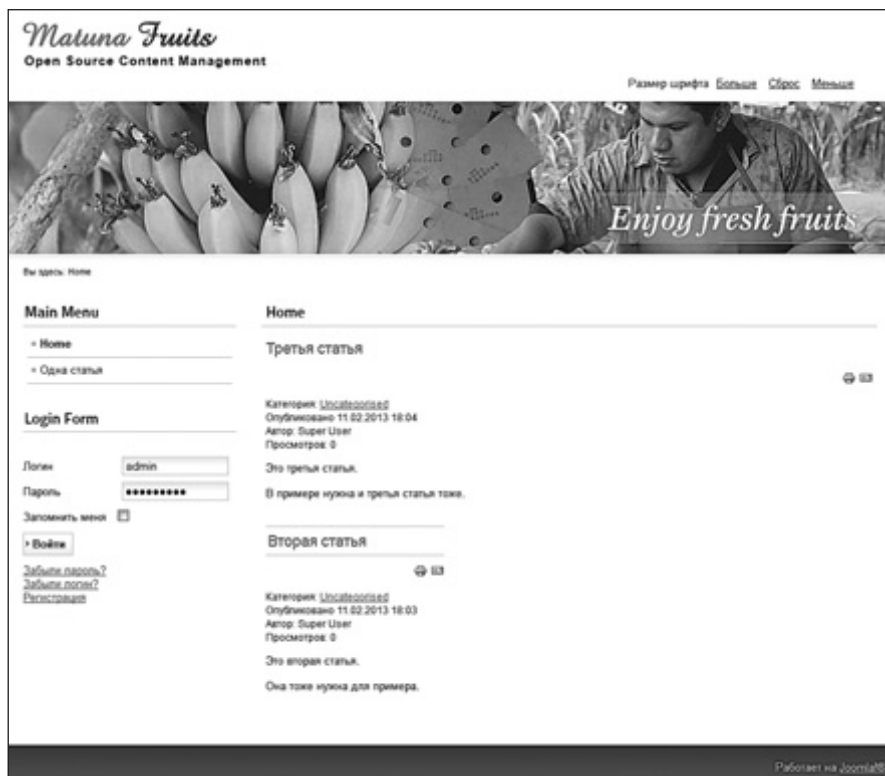 Matuna Fruits
Open Source Content Management
Размер шрифта Больше Сброс Меньше
Enjoy fresh fruits
Вы здесь: Home
Main Menu
Home
Одна статья
Login Form
Логин admin
Пароль •••••••••
Запомнить меня
Войти
Забыли пароль?
Забыли логин?
Регистрация
Home
Третья статья
Категория: Uncategorised
Опубликовано 11.02.2013 18:04
Автор: Super User
Просмотров: 0
Это третья статья.
В примере нужна и третья статья тоже.
Вторая статья
Категория: Uncategorised
Опубликовано 11.02.2013 18:03
Автор: Super User
Просмотров: 0
Это вторая статья.
Она тоже нужна для примера.
Работает на Joomla!®